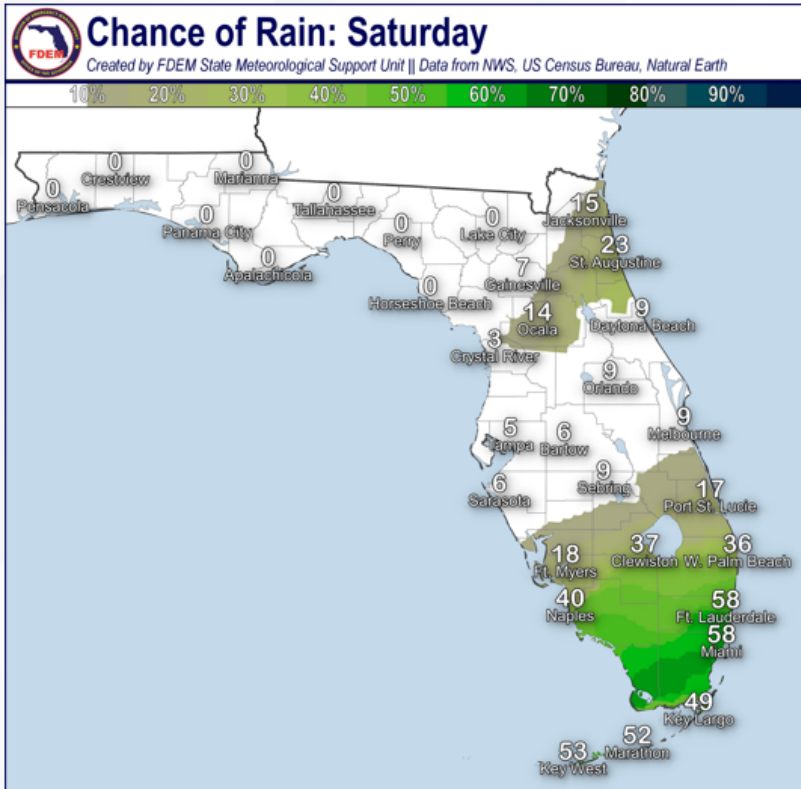 Chance of Rain: Saturday
FDEM
Created by FDEM State Meteorological Support Unit || Data from NWS, US Census Bureau, Natural Earth
10% 20% 30% 40% 50% 60% 70% 80% 90%
0
Crestview
0
Marianna
0
Pensacola
0
Tallahassee
0
Panama City
0
Perry
0
Lake City
15
Jacksonville
0
Apalachicola
23
St. Augustine
7
Gainesville
0
Horseshoe Beach
14
Ocala
9
Daytona Beach
3
Crystal River
9
Orlando
5
Tampa
6
Bartow
9
Melbourne
6
Sarasota
9
Sebring
17
Port St. Lucie
18
Ft. Myers
37
Clewiston
36
W. Palm Beach
40
Naples
58
Ft. Lauderdale
58
Miami
49
Key Largo
52
Marathon
53
Key West